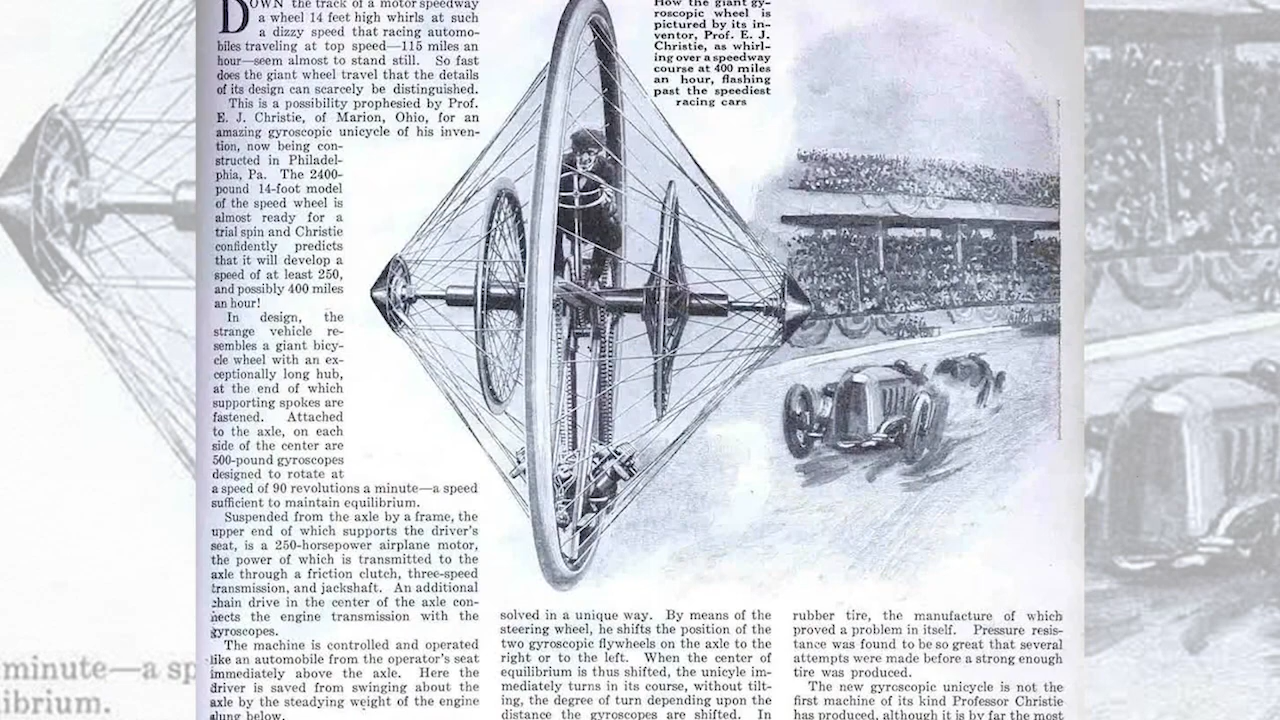 DOWN the track of a motor speedway
a wheel 14 feet high whirls at such
a dizzy speed that racing automo-
biles traveling at top speed—115 miles an
hour—seem almost to stand still. So fast
does the giant wheel travel that the details
of its design can scarcely be distinguished.
This is a possibility prophesied by Prof.
E. J. Christie, of Marion, Ohio, for an
amazing gyroscopic unicycle of his inven-
tion, now being con-
structed in Philadel-
phia, Pa. The 2400-
pound 14-foot model
of the speed wheel is
almost ready for a
trial spin and Christie
confidently predicts
that it will develop a
speed of at least 250,
and possibly 400 miles
an hour!
In design, the
strange vehicle re-
sembles a giant bicy-
cle wheel with an ex-
ceptionally long hub,
at the end of which
supporting spokes are
fastened. Attached
to the axle, on each
side of the center are
500-pound gyroscopes
designed to rotate at
a speed of 90 revolutions a minute—a speed
sufficient to maintain equilibrium.
Suspended from the axle by a frame, the
upper end of which supports the driver's
seat, is a 250-horsepower airplane motor,
the power of which is transmitted to the
axle through a friction clutch, three-speed
transmission, and jackshaft. An additional
chain drive in the center of the axle con-
nects the engine transmission with the
gyroscopes.
The machine is controlled and operated
like an automobile from the operator's seat
immediately above the axle. Here the
driver is saved from swinging about the
axle by the steadying weight of the engine
slung below.
How the giant gy-
roscopic wheel is
pictured by its in-
ventor, Prof. E. J.
Christie, as whirl-
ing over a speedway
course at 400 miles
an hour, flashing
past the speediest
racing cars
solved in a unique way. By means of the
steering wheel, he shifts the position of the
two gyroscopic flywheels on the axle to the
right or to the left. When the center of
equilibrium is thus shifted, the unicyle im-
mediately turns in its course, without tilt-
ing, the degree of turn depending upon the
distance the gyroscopes are shifted. In
rubber tire, the manufacture of which
proved a problem in itself. Pressure resis-
tance was found to be so great that several
attempts were made before a strong enough
tire was produced.
The new gyroscopic unicycle is not the
first machine of its kind Professor Christie
has produced, although it is by far the most
minute—a sp
ibrium.